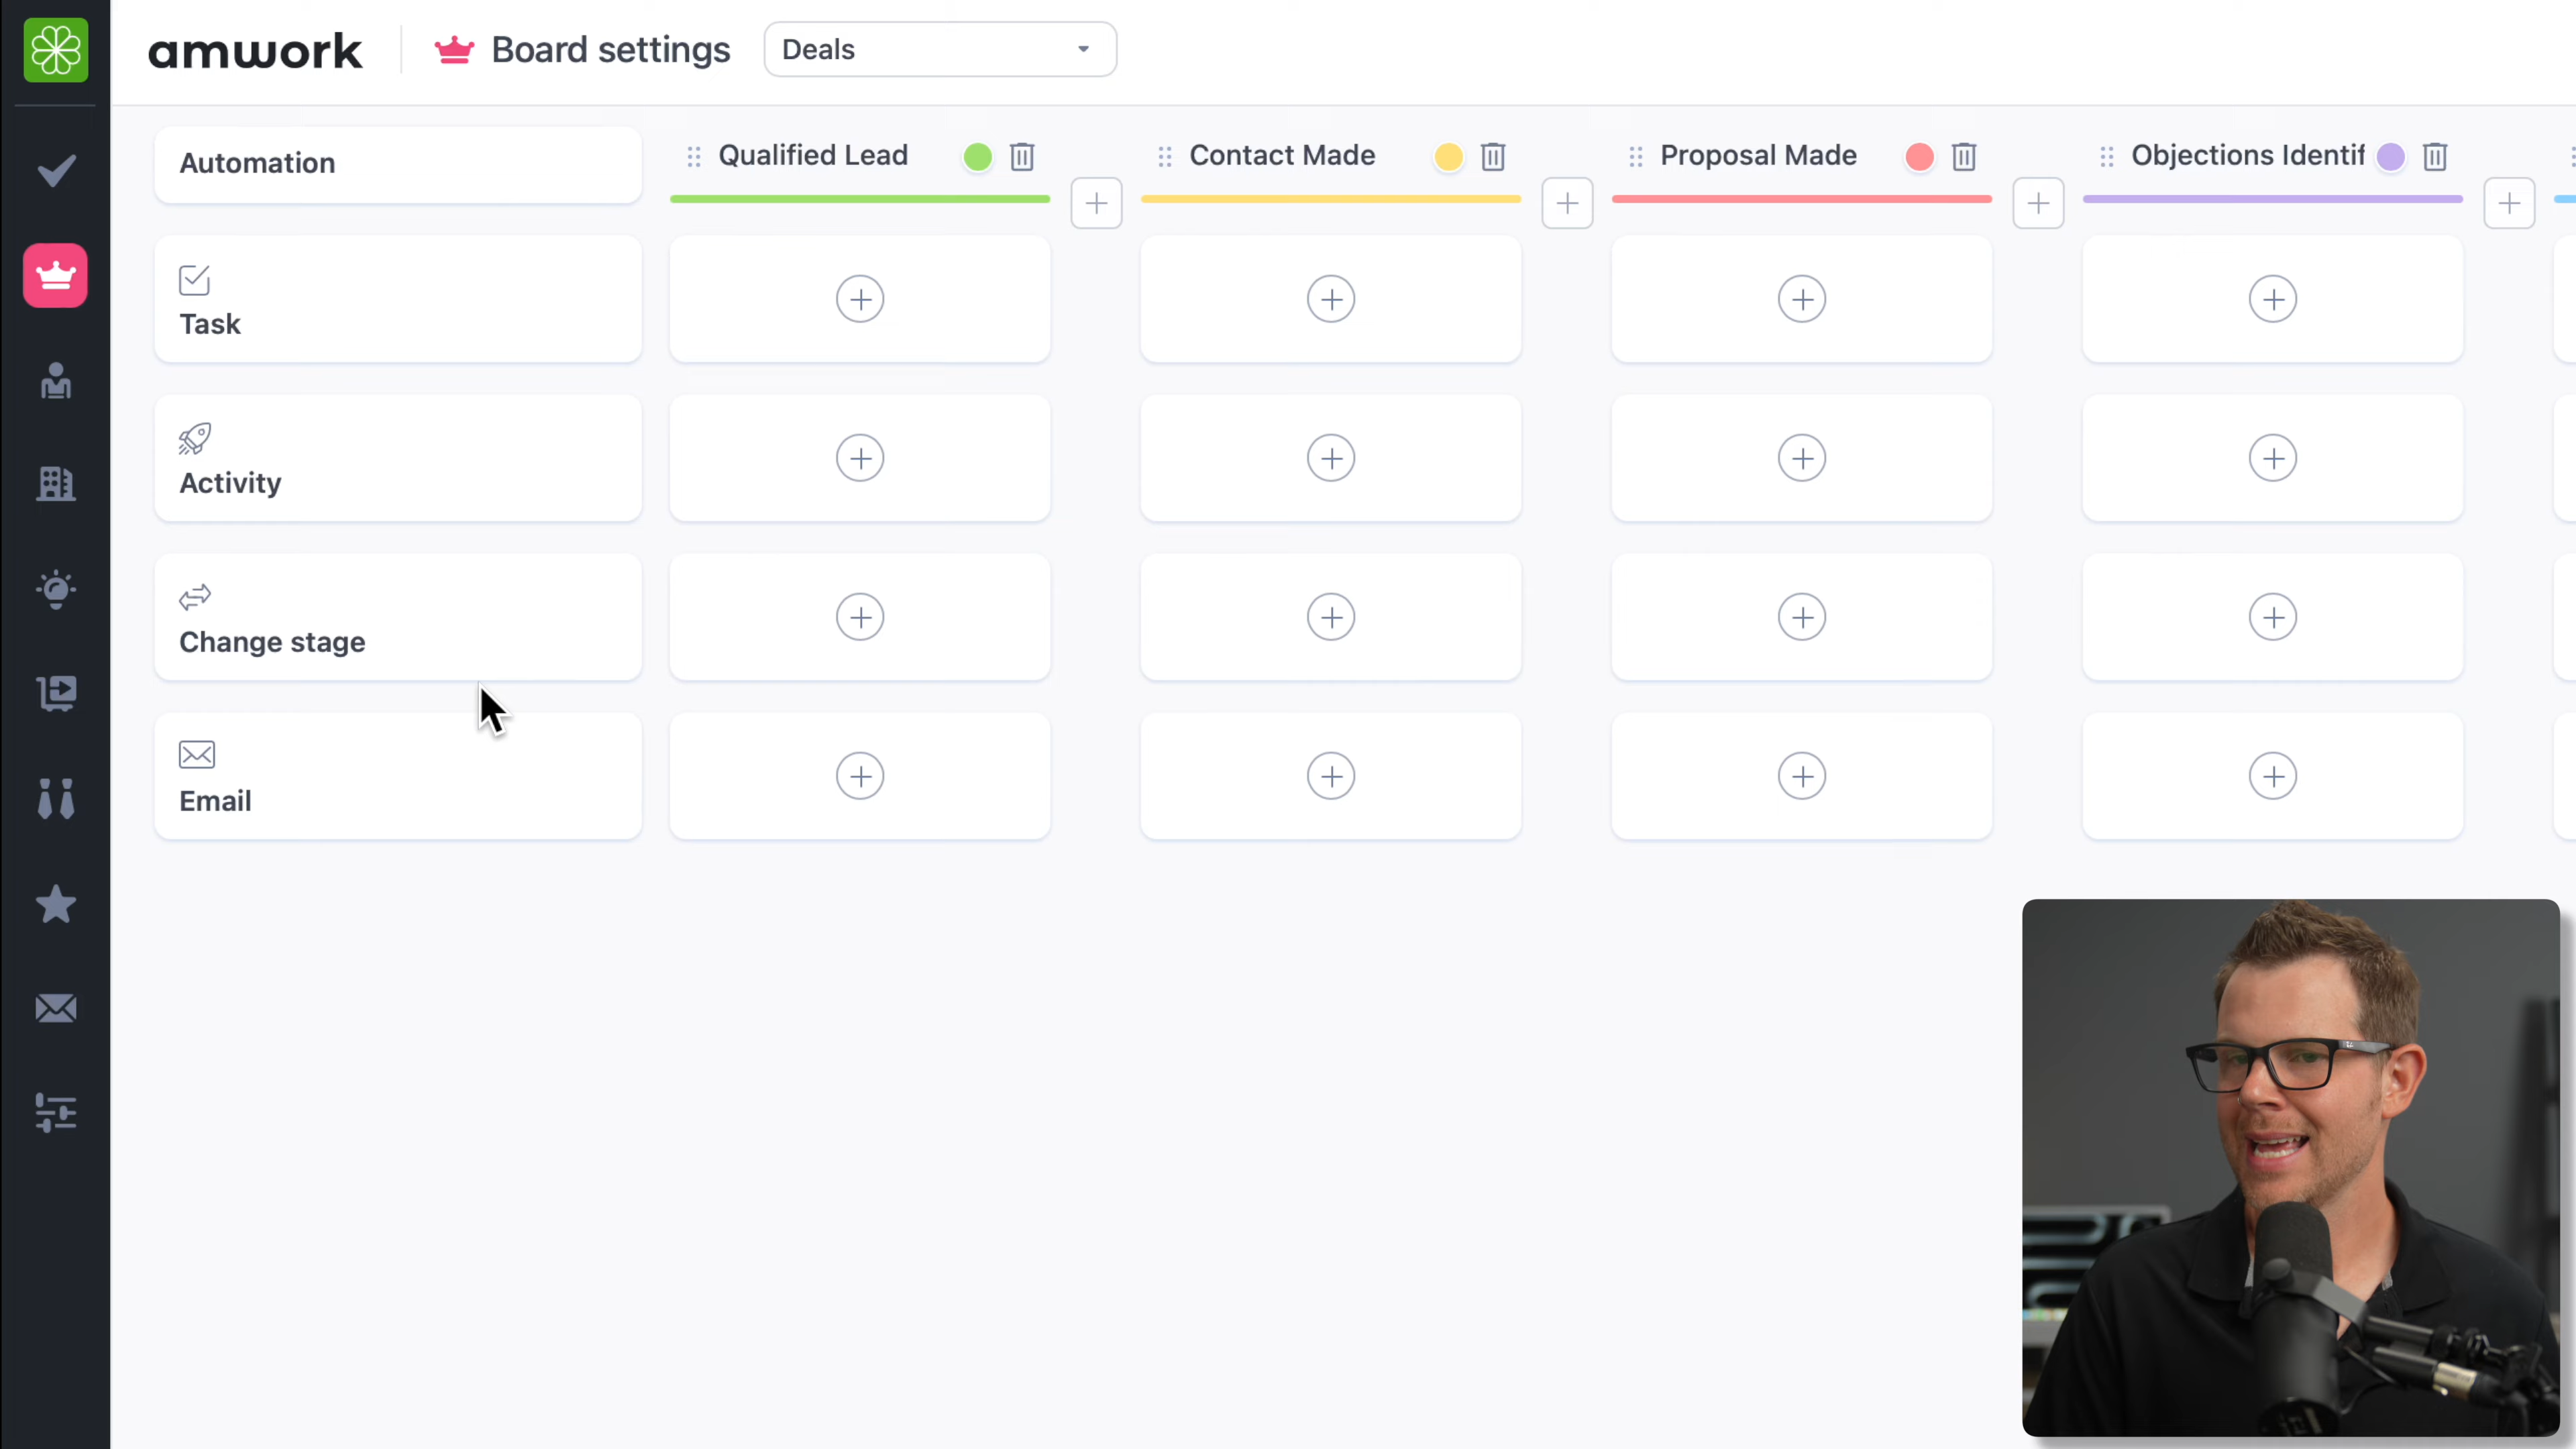 amwork
Board settings
Deals
Automation
Qualified Lead
Contact Made
Proposal Made
Objections Identif
Task
Activity
Change stage
Email